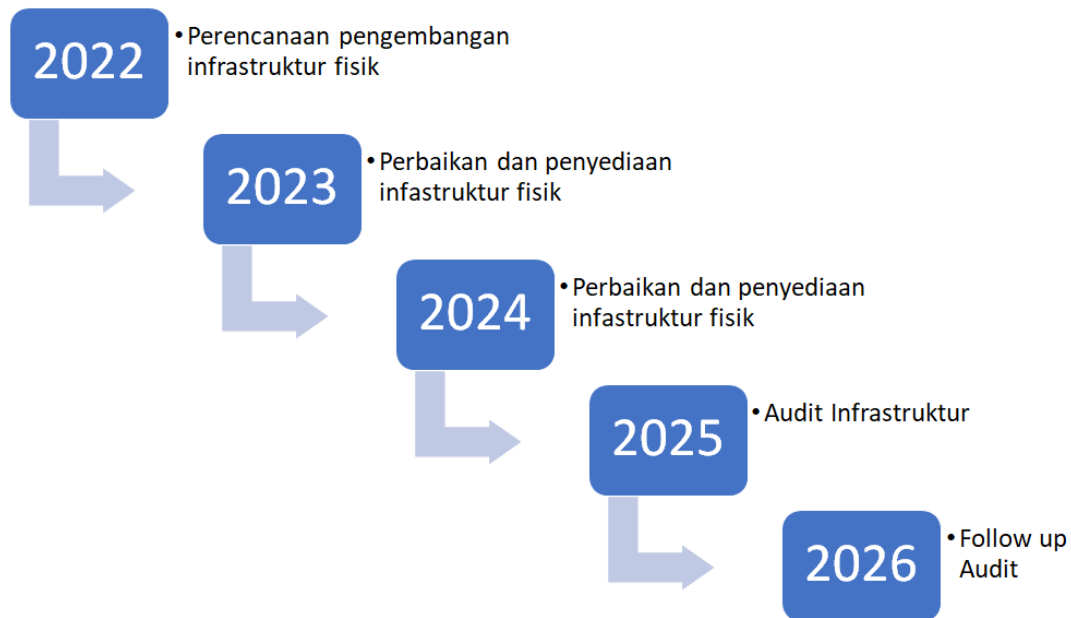 2022
• Perencanaan pengembangan
infrastruktur fisik
2023
• Perbaikan dan penyediaan
infastruktur fisik
2024
• Perbaikan dan penyediaan
infastruktur fisik
2025
• Audit Infrastruktur
2026
• Follow up
Audit